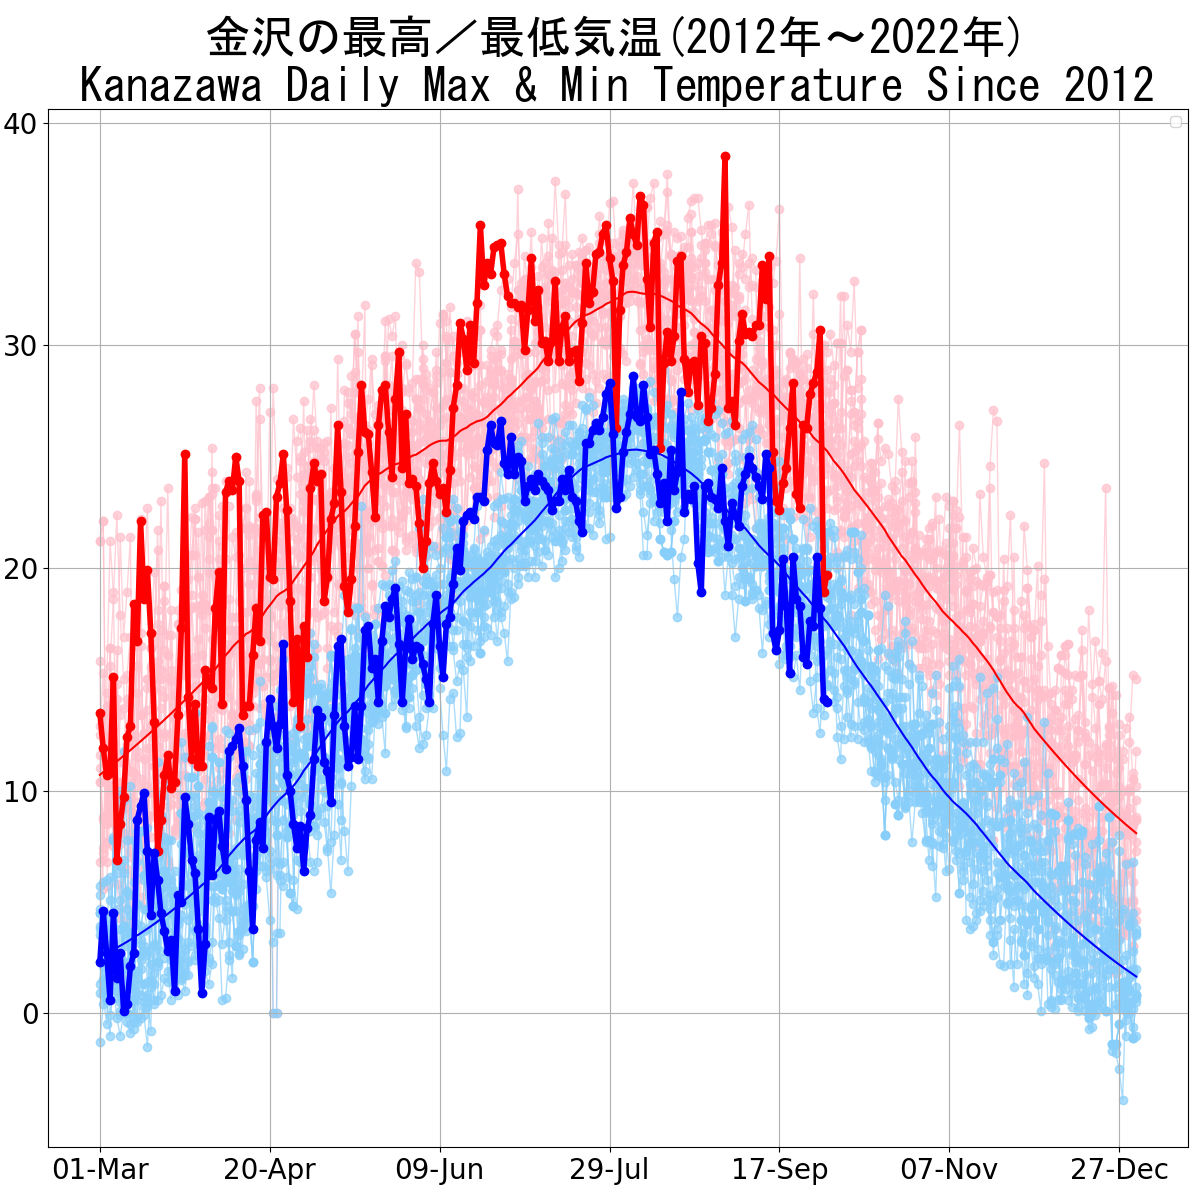 金沢の最高／最低気温(2012年～2022年)
Kanazawa Daily Max & Min Temperature Since 2012
40
30
20
10
0
01-Mar 20-Apr 09-Jun 29-Jul 17-Sep 07-Nov 27-Dec